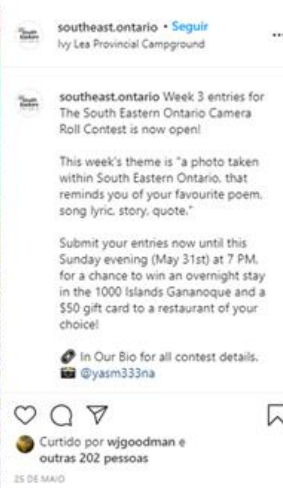 southeast.ontario • Seguir
Ivy Lea Provincial Campground
southeast.ontario Week 3 entries for
The South Eastern Ontario Camera
Roll Contest is now open!
This week's theme is "a photo taken
within South Eastern Ontario, that
reminds you of your favourite poem,
song lyric, story, quote."
Submit your entries now until this
Sunday evening (May 31st) at 7 PM,
for a chance to win an overnight stay
in the 1000 Islands Gananoque and a
$50 gift card to a restaurant of your
choice!
In Our Bio for all contest details.
@yasm333na
Curtido por wjgoodman e
outras 202 pessoas
25 DE MAIO